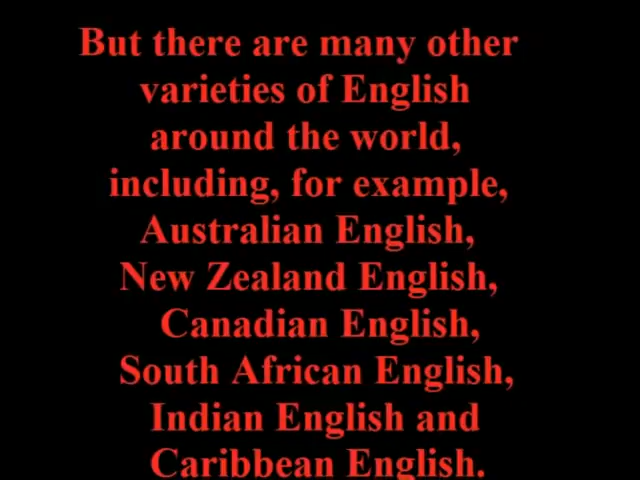 But there are many other
varieties of English
around the world,
including, for example,
Australian English,
New Zealand English,
Canadian English,
South African English,
Indian English and
Caribbean English.